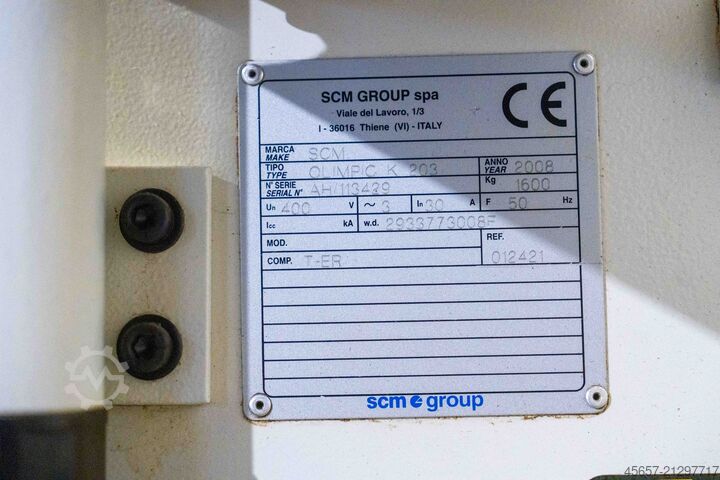 SCM GROUP spa
Viale del Lavoro, 1/3
I - 36016 Thiene (VI) - ITALY
CE
MARCA MAKE SCM
TIPO TYPE OLIMPIC K 203 ANNO YEAR 2008
N° SERIE SERIAL N° AH/113439 Kg 1600
Un 400 V ~ 3 In 30 A F 50 Hz
Icc kA w.d. 2933773008F
MOD. REF.
COMP. T-ER 012421
scm group
45657-21297717